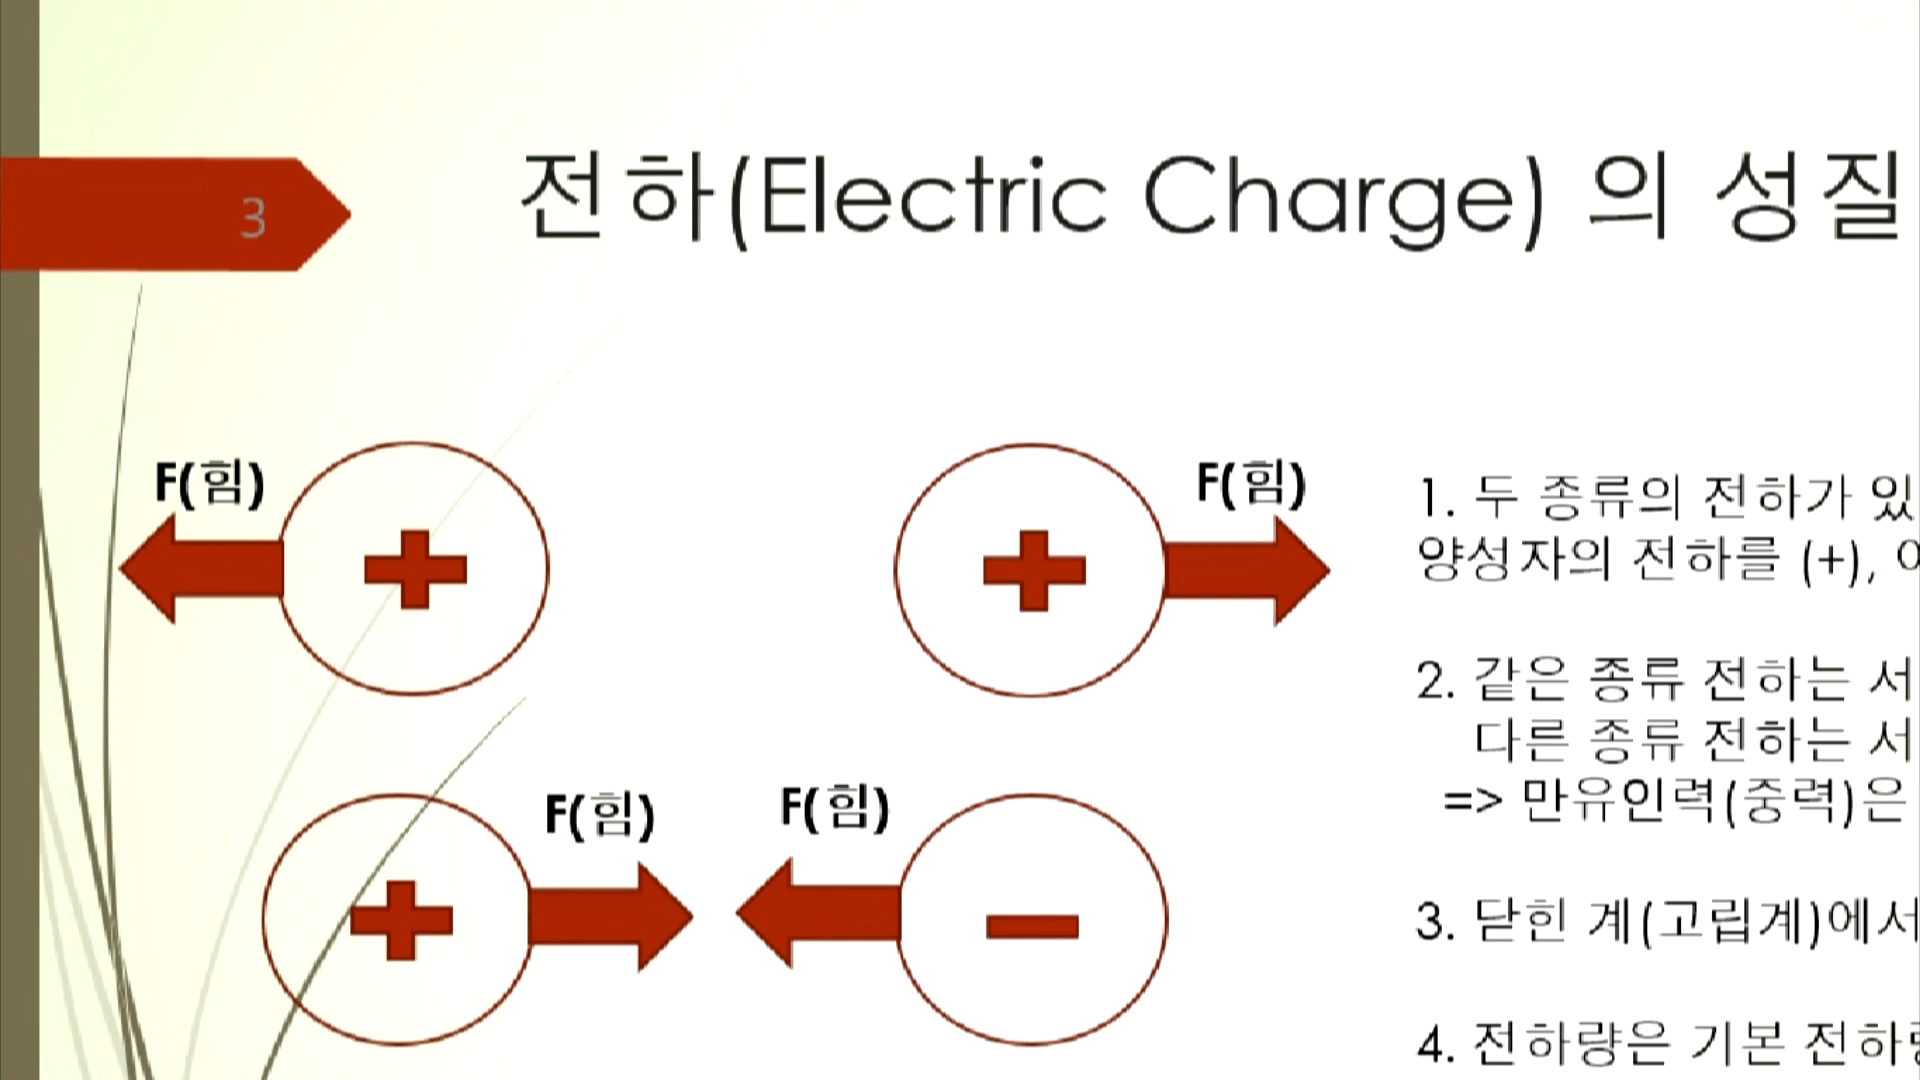 3
전하(Electric Charge) 의 성질
F(힘)
F(힘)
F(힘)
F(힘)
1. 두 종류의 전하가
양성자의 전하를 (+),
2. 같은 종류 전하는 서
다른 종류 전하는 서
=> 만유인력(중력)은
3. 닫힌 계(고립계)에서
4. 전하량은 기본